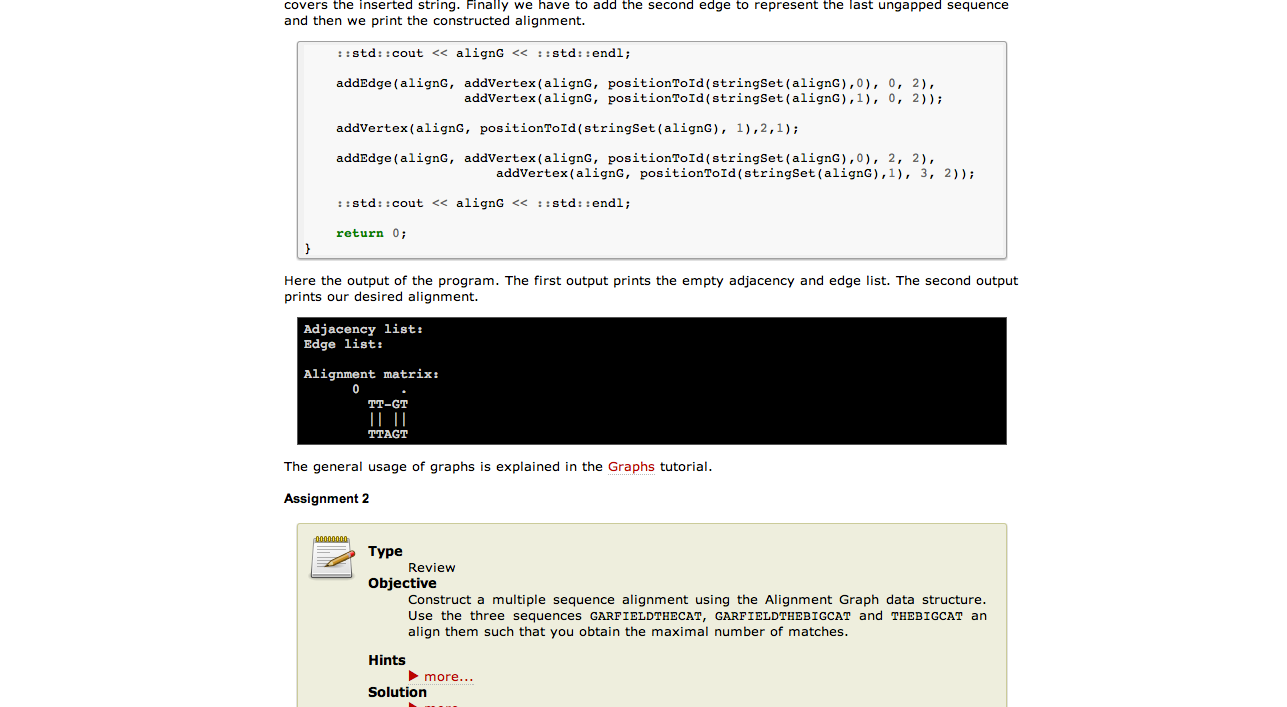 covers the inserted string. Finally we have to add the second edge to represent the last ungapped sequence
and then we print the constructed alignment.
::std::cout << alignG << ::std::endl;
addEdge(alignG, addVertex(alignG, positionToId(stringSet(alignG),0), 0, 2),
addVertex(alignG, positionToId(stringSet(alignG),1), 0, 2));
addVertex(alignG, positionToId(stringSet(alignG), 1),2,1);
addEdge(alignG, addVertex(alignG, positionToId(stringSet(alignG),0), 2, 2),
addVertex(alignG, positionToId(stringSet(alignG),1), 3, 2));
::std::cout << alignG << ::std::endl;
return 0;
}
Here the output of the program. The first output prints the empty adjacency and edge list. The second output
prints our desired alignment.
Adjacency list:
Edge list:
Alignment matrix:
0 .
TT-GT
|| ||
TTAGT
The general usage of graphs is explained in the Graphs tutorial.
Assignment 2
Type
Review
Objective
Construct a multiple sequence alignment using the Alignment Graph data structure.
Use the three sequences GARFIELDTHECAT, GARFIELDTHEBIGCAT and THEBIGCAT an
align them such that you obtain the maximal number of matches.
Hints
more...
Solution